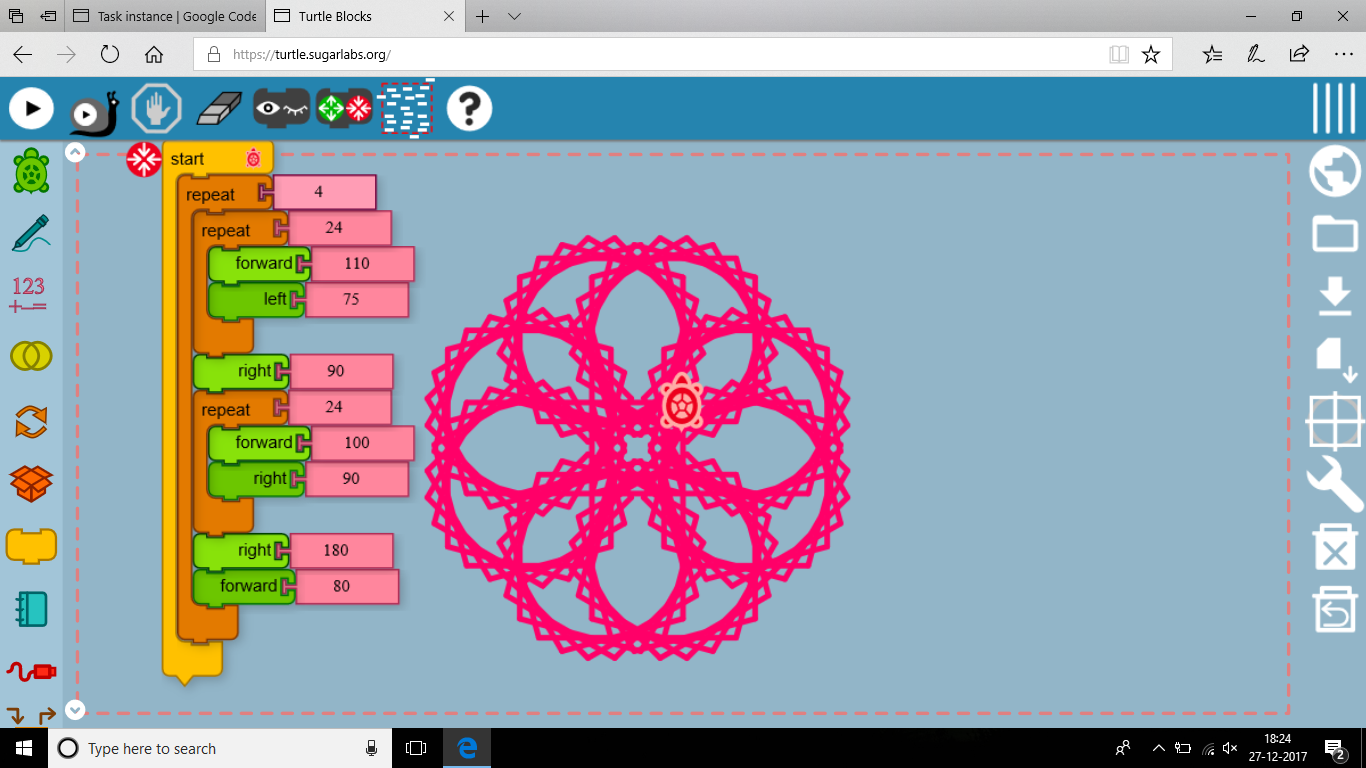 Task instance | Google Code
Turtle Blocks
https://turtle.sugarlabs.org/
start
repeat 4
repeat 24
forward 110
left 75
right 90
repeat 24
forward 100
right 90
right 180
forward 80
123
+-=
?
Type here to search
18:24
27-12-2017
2